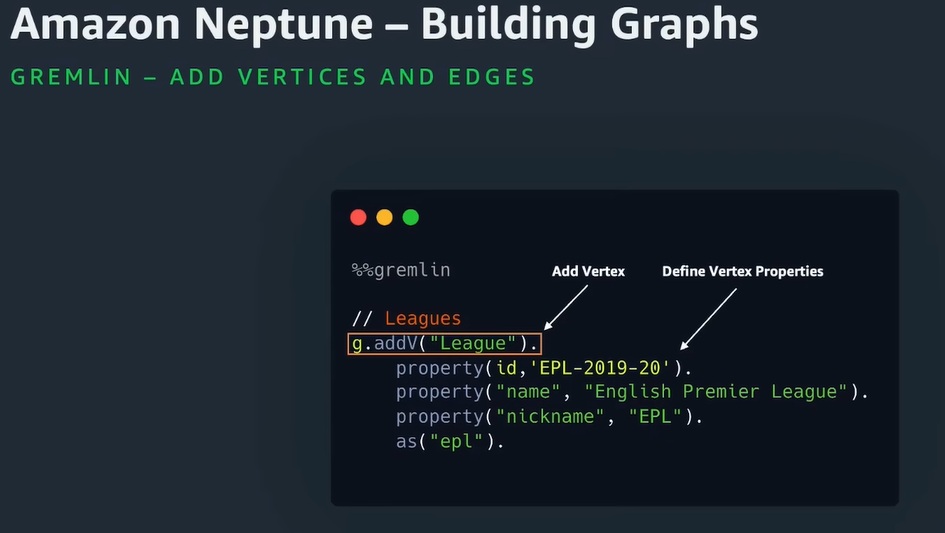 Amazon Neptune – Building Graphs
GREMLIN – ADD VERTICES AND EDGES
%%gremlin
Add Vertex
Define Vertex Properties
// Leagues
g.addV("League").
property(id,'EPL-2019-20').
property("name", "English Premier League").
property("nickname", "EPL").
as("epl").